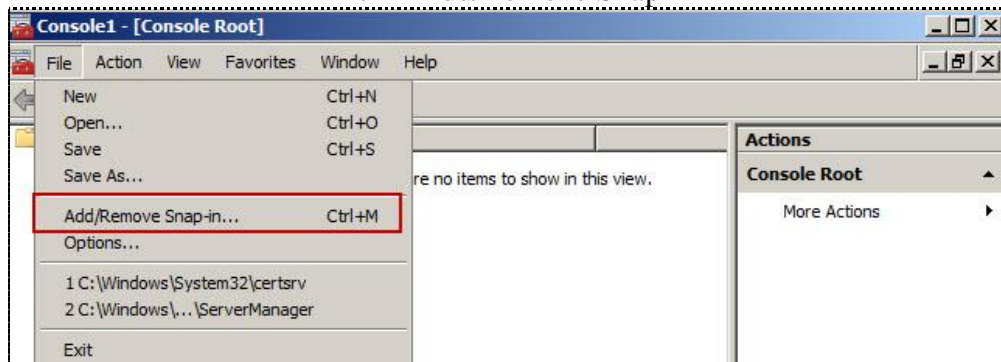 Console1 - [Console Root]
File Action View Favorites Window Help
New Ctrl+N
Open... Ctrl+O
Save Ctrl+S
Save As...
Add/Remove Snap-in... Ctrl+M
Options...
1 C:\Windows\System32\certsrv
2 C:\Windows\...\ServerManager
Exit
re no items to show in this view.
Actions
Console Root
More Actions